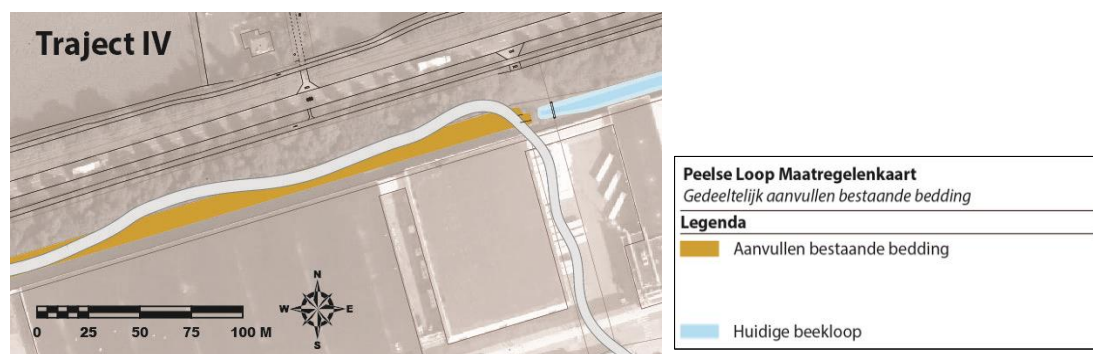 Traject IV
N
W E
S
0 25 50 75 100 M
Peelse Loop Maatregelenkaart
Gedeeltelijk aanvullen bestaande bedding
Legenda
Aanvullen bestaande bedding
Huidige beekloop